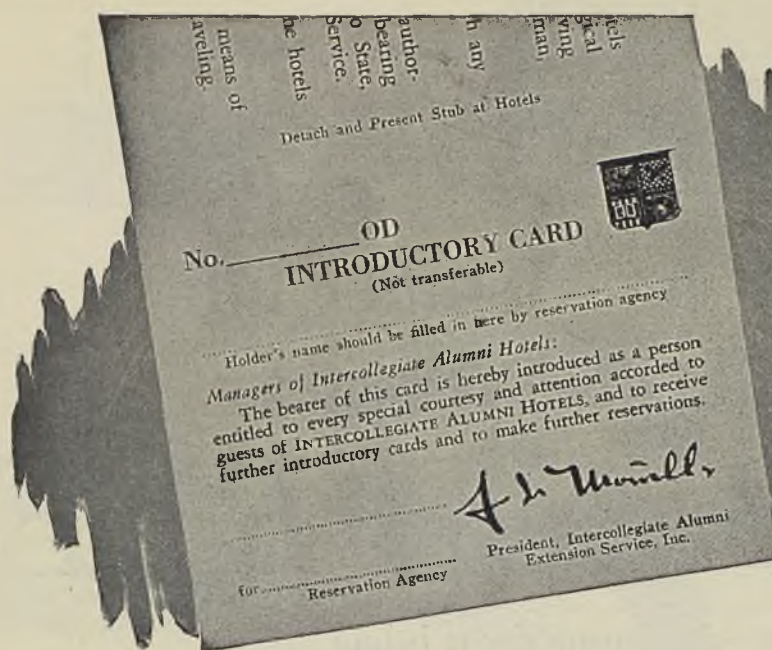 tels
gical
ving
man,
h any
author-
bearing
o State,
Service.
he hotels
means of
aveling.
Detach and Present Stub at Hotels
No. OD
INTRODUCTORY CARD
(Not transferable)
Holder's name should be filled in here by reservation agency
Managers of Intercollegiate Alumni Hotels:
The bearer of this card is hereby introduced as a person
entitled to every special courtesy and attention accorded to
guests of INTERCOLLEGIATE ALUMNI HOTELS, and to receive
further introductory cards and to make further reservations.
President, Intercollegiate Alumni
Extension Service, Inc.
for
Reservation Agency